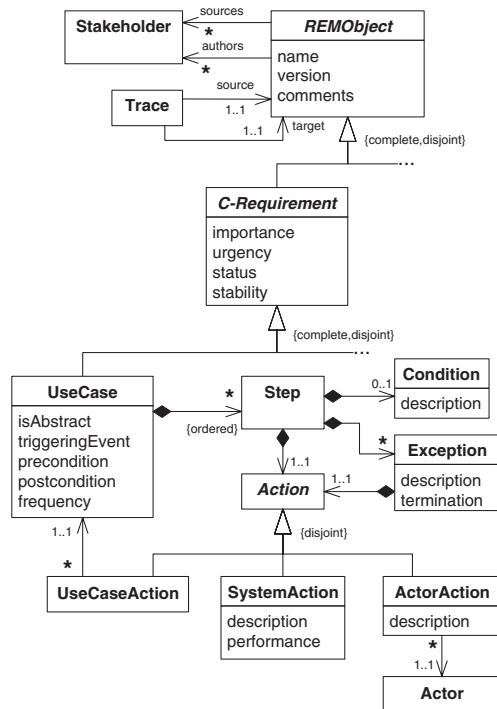 sources
Stakeholder
*
authors
*
REMObject
name
version
comments
source
Trace
1..1
1..1
target
{complete,disjoint}
...
C-Requirement
importance
urgency
status
stability
{complete,disjoint}
...
UseCase
isAbstract
triggeringEvent
precondition
postcondition
frequency
*
{ordered}
Step
0..1
Condition
description
*
Exception
description
termination
1..1
1..1
Action
{disjoint}
1..1
*
UseCaseAction
SystemAction
description
performance
ActorAction
description
*
1..1
Actor